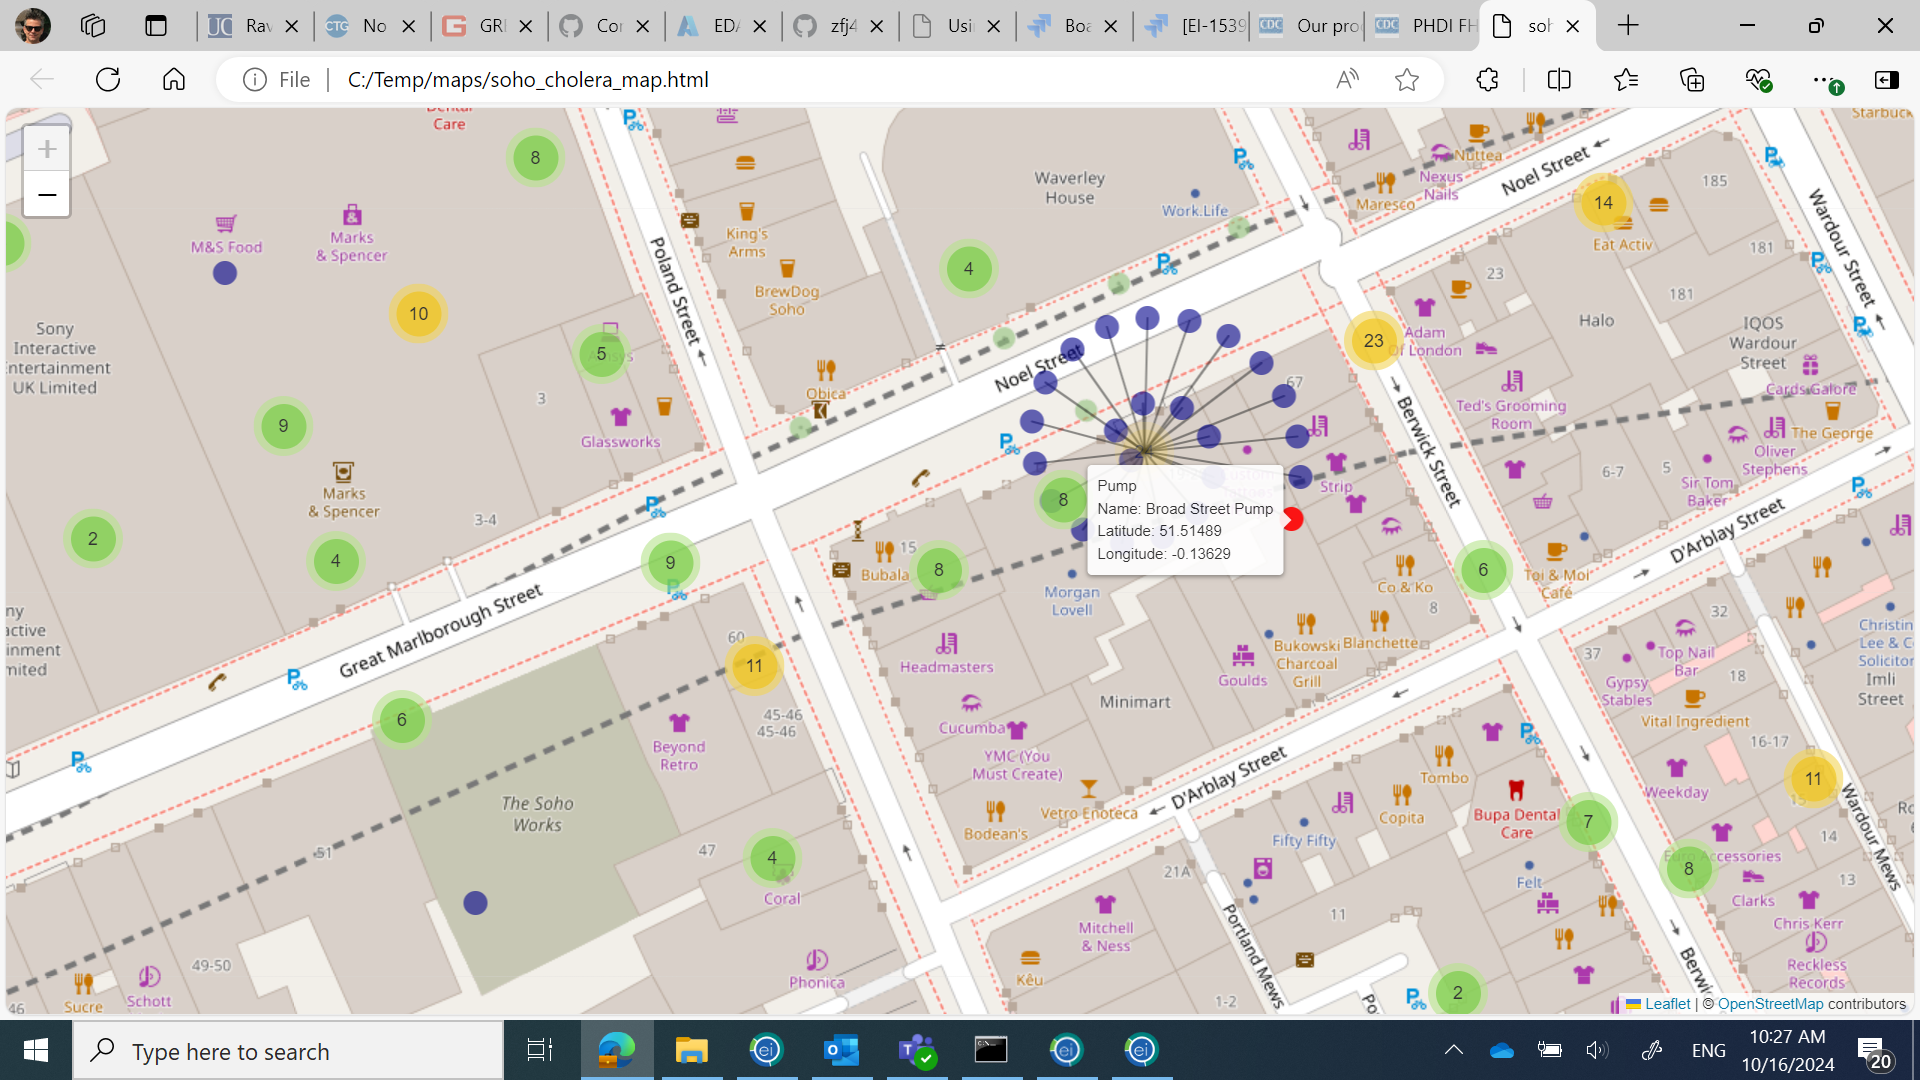 Rav
No
GRI
Cor
EDA
zfj4
Usi
Boa
[EI-1539
Our pro
PHDI FH
soh
File
C:/Temp/maps/soho_cholera_map.html
Care
8
M&S Food
Marks
& Spencer
10
Sony
Interactive
Entertainment
UK Limited
9
5
3
Glassworks
Marks
& Spencer
3-4
2
4
9
Great Marlborough Street
Poland Street
King's
Arms
BrewDog
Soho
Obica
4
Waverley
House
Work.Life
Noel Street
Noel Street
Nuttea
Nexus
Nails
Maresco
14
Eat Activ
185
181
181
Starbuck
Wardour Street
23
23
Adam
Of London
Halo
IQOS
Wardour
Street
Cards Galore
Ted's Grooming
Room
The George
Oliver
Stephens
Sir Tom
Baker
6-7
5
Berwick Street
67
Strip
8
Pump
Name: Broad Street Pump
Latitude: 51.51489
Longitude: -0.13629
15
Bubala
8
Morgan
Lovell
Co & Ko
8
6
Toi & Moi
Café
D'Arblay Street
32
Christin
Lee & Co
Solicitor
Imli
Street
37
Top Nail
Bar
Gypsy
Stables
18
Vital Ingredient
16-17
Bukowski
Charcoal
Grill
Blanchette
Goulds
Minimart
Headmasters
Cucumba
YMC (You
Must Create)
Vetro Enoteca
Bodean's
D'Arblay Street
60
11
45-46
45-46
Beyond
Retro
6
The Soho
Works
51
47
4
Coral
49-50
46
Sucre
Schott
Phonica
Kêu
Mitchell
& Ness
21A
Portland Mews
1-2
11
Fifty Fifty
Copita
Tombo
Bupa Dental
Care
7
Felt
Weekday
11
Wardour Mews
Accessories
8
14
13
Clarks
Chris Kerr
Reckless
Records
2
Leaflet | © OpenStreetMap contributors
Type here to search
ENG
10:27 AM
10/16/2024
20